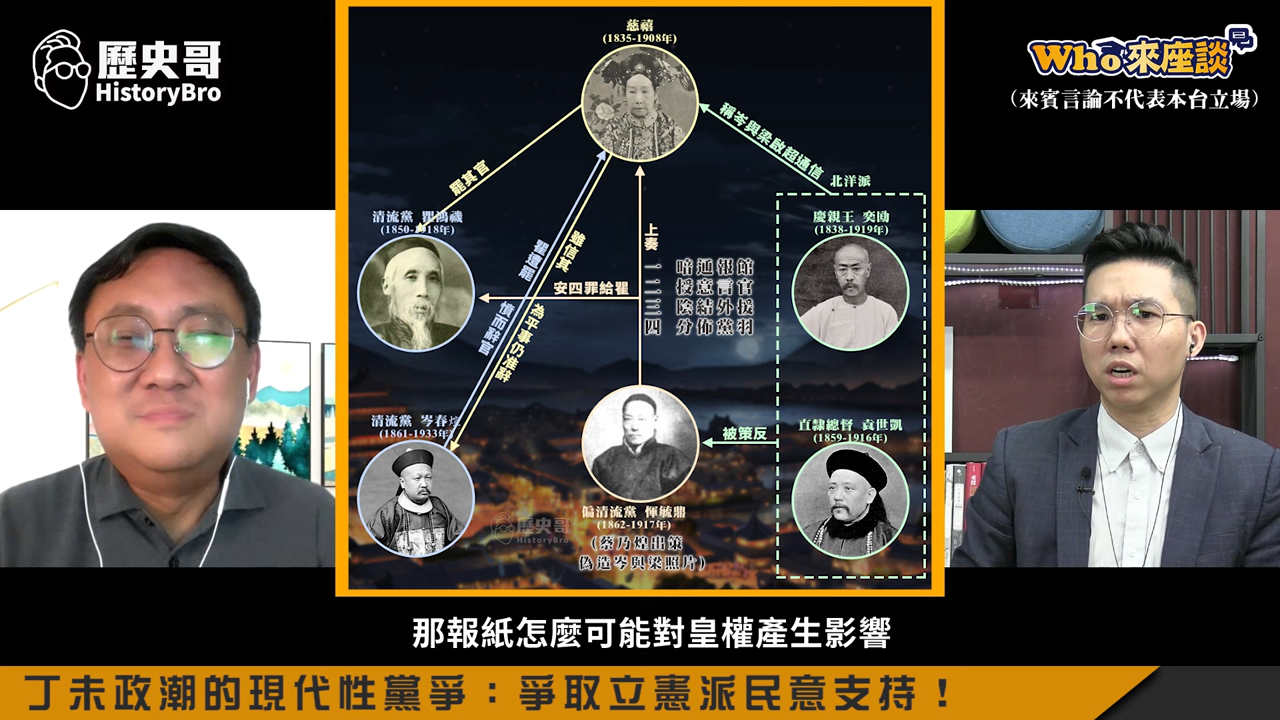 歷史哥
HistoryBro
Who來座談
(來賓言論不代表本台立場)
慈禧
(1835-1908年)
罷其官
稱岑與梁啟超通信
北洋派
清流黨 瞿鴻禨
(1850-1918年)
慶親王 奕劻
(1838-1919年)
上奏
一 暗通報館
二 授意言官
三 陰結外援
四 分佈黨羽
安四罪給瞿
瞿遭罷 憤而辭官
雖信其 為平事仍准辭
清流黨 岑春煊
(1861-1933年)
被策反
直隸總督 袁世凱
(1859-1916年)
偏清流黨 惲毓鼎
(1862-1917年)
(蔡乃煌出策
偽造岑與梁照片)
歷史哥
HistoryBro
那報紙怎麼可能對皇權產生影響
丁未政潮的現代性黨爭：爭取立憲派民意支持！